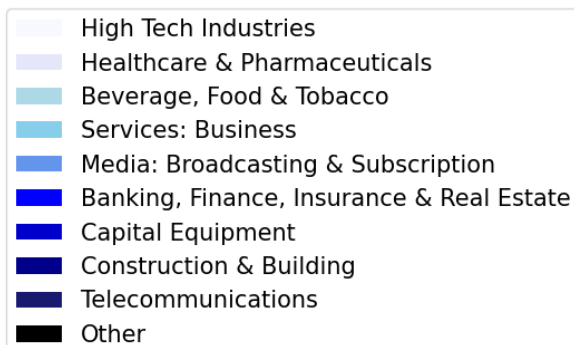 High Tech Industries
Healthcare & Pharmaceuticals
Beverage, Food & Tobacco
Services: Business
Media: Broadcasting & Subscription
Banking, Finance, Insurance & Real Estate
Capital Equipment
Construction & Building
Telecommunications
Other